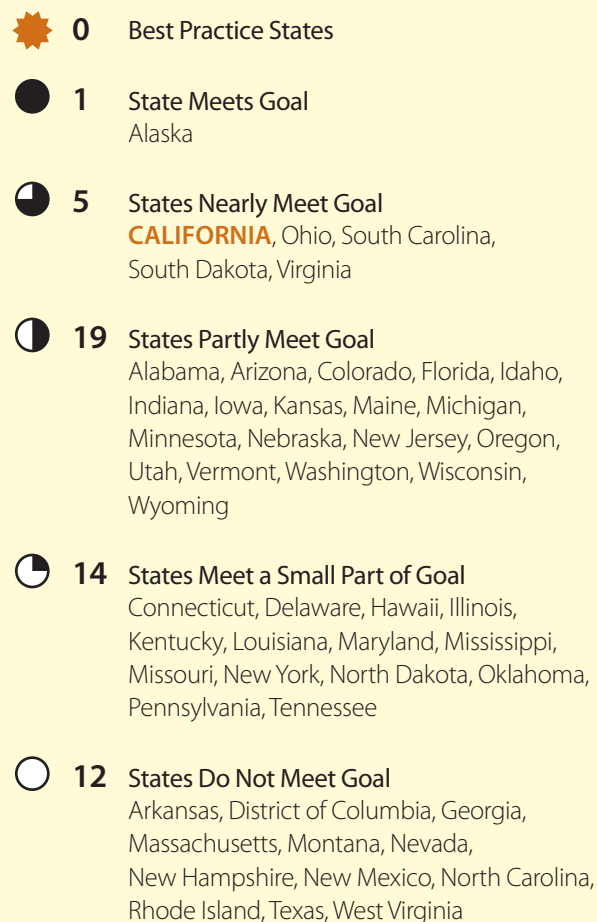 0 Best Practice States
1 State Meets Goal
Alaska
5 States Nearly Meet Goal
CALIFORNIA, Ohio, South Carolina,
South Dakota, Virginia
19 States Partly Meet Goal
Alabama, Arizona, Colorado, Florida, Idaho,
Indiana, Iowa, Kansas, Maine, Michigan,
Minnesota, Nebraska, New Jersey, Oregon,
Utah, Vermont, Washington, Wisconsin,
Wyoming
14 States Meet a Small Part of Goal
Connecticut, Delaware, Hawaii, Illinois,
Kentucky, Louisiana, Maryland, Mississippi,
Missouri, New York, North Dakota, Oklahoma,
Pennsylvania, Tennessee
12 States Do Not Meet Goal
Arkansas, District of Columbia, Georgia,
Massachusetts, Montana, Nevada,
New Hampshire, New Mexico, North Carolina,
Rhode Island, Texas, West Virginia